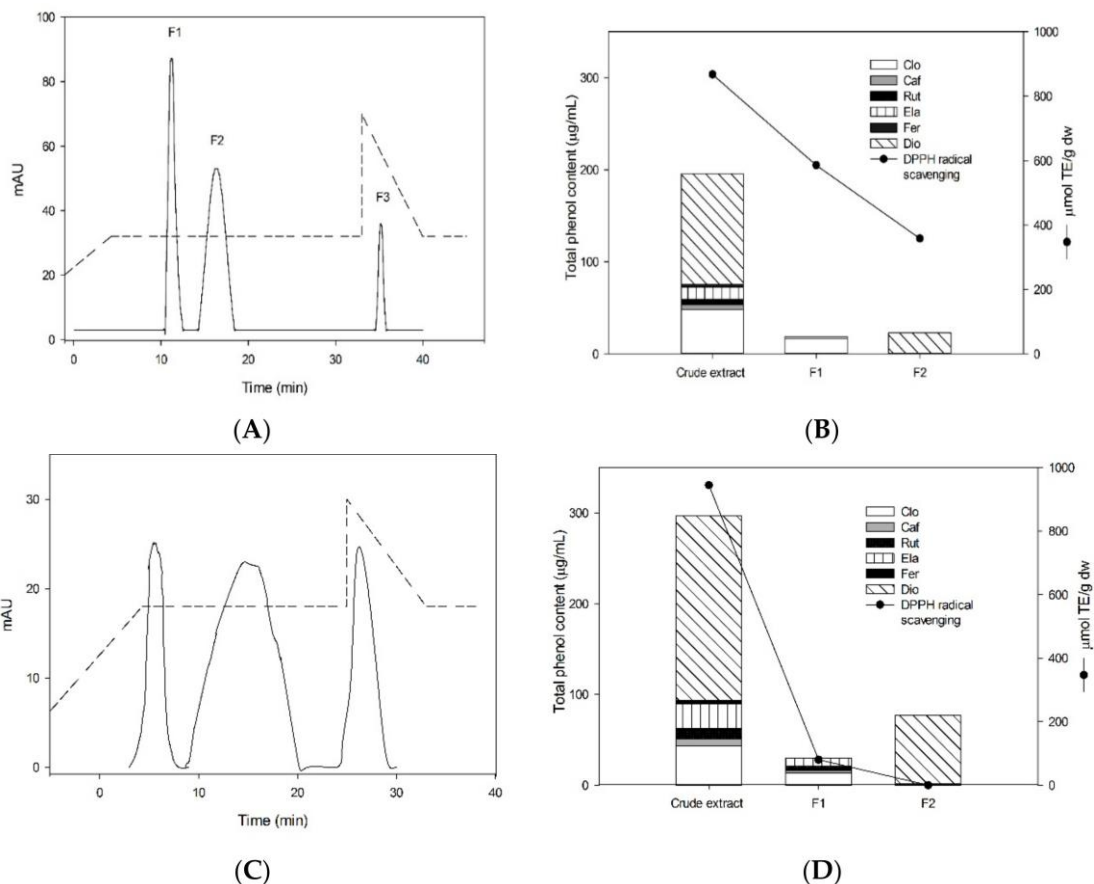 100
80
60
40
20
0
mAU
F1
F2
F3
0 10 20 30 40
Time (min)
(A)
300
200
100
0
Total phenol content (μg/mL)
Clo
Caf
Rut
Ela
Fer
Dio
DPPH radical
scavenging
1000
800
600
400
200
0
μmol TE/g dw
Crude extract F1 F2
(B)
30
20
10
0
mAU
0 10 20 30 40
Time (min)
(C)
300
200
100
0
Total phenol content (μg/mL)
Clo
Caf
Rut
Ela
Fer
Dio
DPPH radical
scavenging
1000
800
600
400
200
0
μmol TE/g dw
Crude extract F1 F2
(D)